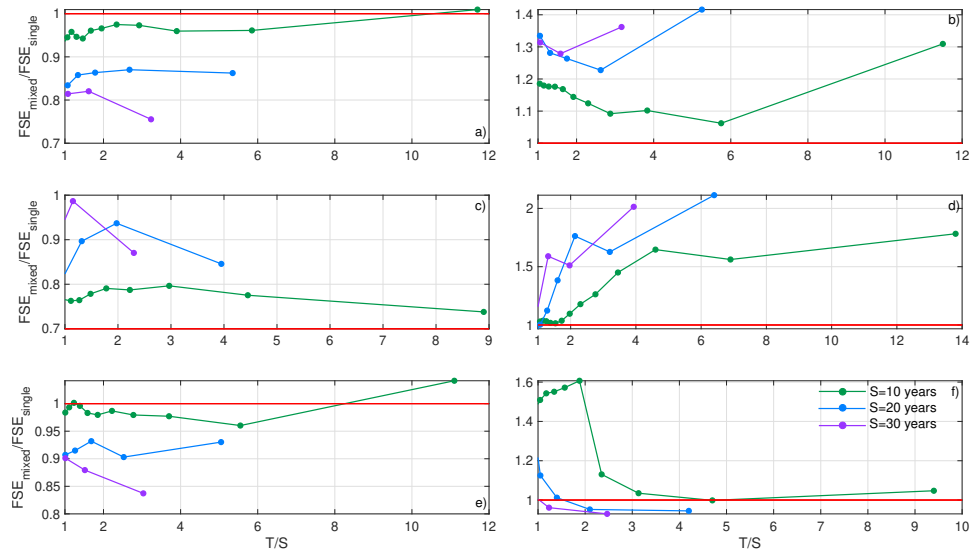 FSE_mixed/FSE_single
1
0.9
0.8
0.7
1 2 4 6 8 10 12
a)
1.4
1.3
1.2
1.1
1
1 2 4 6 8 10 12
b)
FSE_mixed/FSE_single
1
0.9
0.8
0.7
1 2 3 4 5 6 7 8 9
c)
2
1.5
1
1 2 4 6 8 10 12 14
d)
FSE_mixed/FSE_single
1
0.95
0.9
0.85
0.8
1 2 4 6 8 10 12
e)
T/S
1.6
1.4
1.2
1
1 2 3 4 5 6 7 8 9 10
f)
S=10 years
S=20 years
S=30 years
T/S